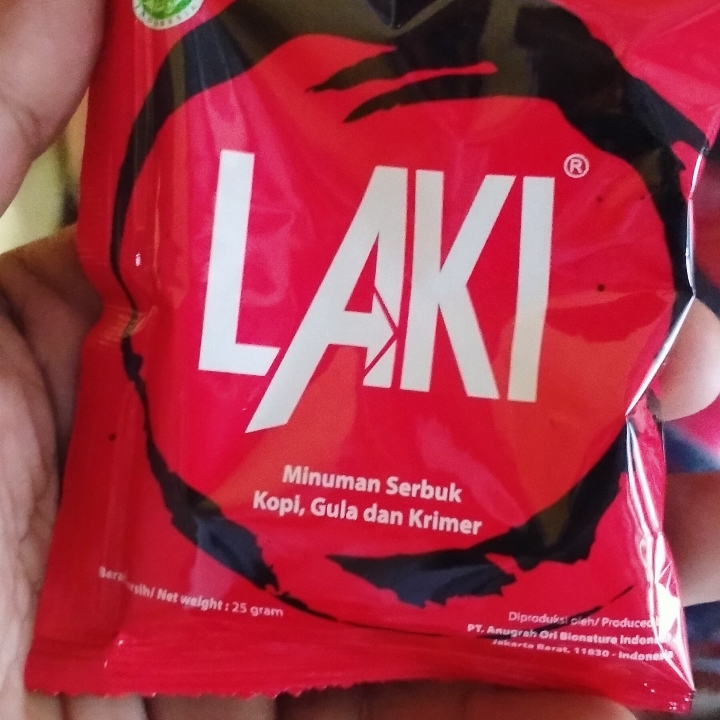 LAKI®
Minuman Serbuk
Kopi, Gula dan Krimer
Net weight : 25 gram
Diproduksi oleh/ Produced
PT. Anugrah Ori Bionature
Jakarta Barat, 11830 - Indonesia